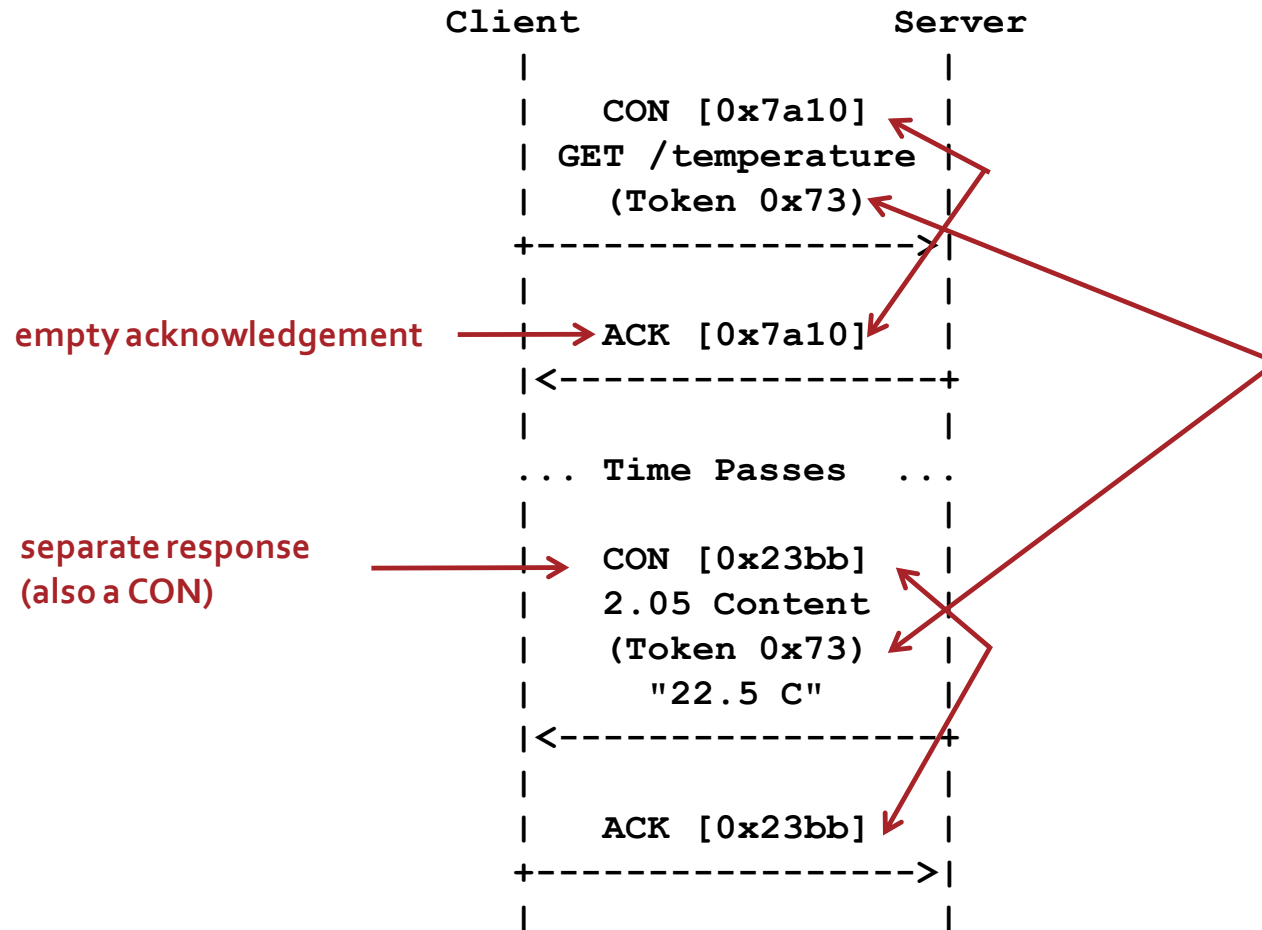 Client Server
CON [0x7a10]
GET /temperature
(Token 0x73)
empty acknowledgement
ACK [0x7a10]
... Time Passes ...
separate response
(also a CON)
CON [0x23bb]
2.05 Content
(Token 0x73)
"22.5 C"
ACK [0x23bb]